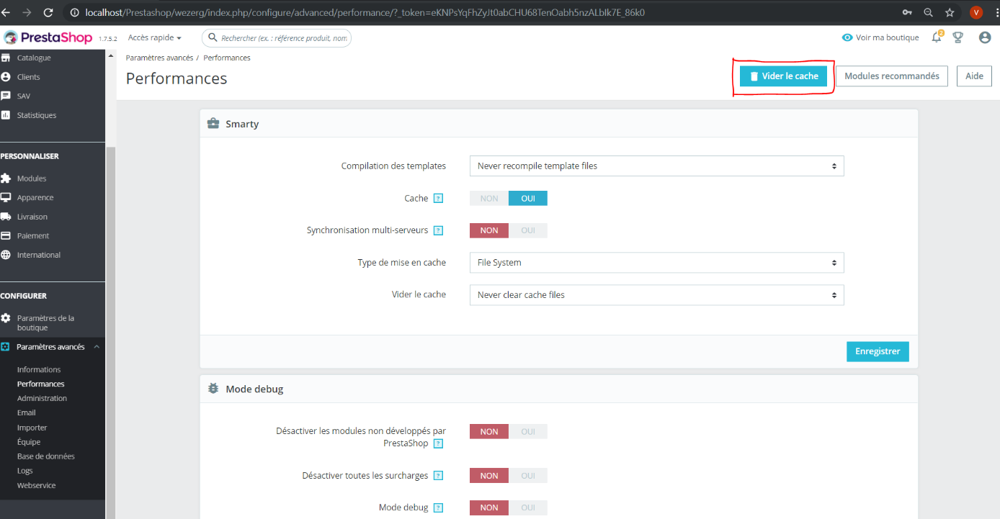 localhost/Prestashop/wezerg/index.php/configure/advanced/performance/?_token=eKNPsYqFhZyJt0abCHU68TenOabh5nzALbIk7E_86k0
V
PrestaShop 1.7.5.2
Accès rapide
Rechercher (ex. : référence produit, nom
Voir ma boutique
2
Catalogue
Clients
SAV
Statistiques
PERSONNALISER
Modules
Apparence
Livraison
Paiement
International
CONFIGURER
Paramètres de la
boutique
Paramètres avancés
Informations
Performances
Administration
Email
Importer
Équipe
Base de données
Logs
Webservice
Paramètres avancés / Performances
Performances
Vider le cache
Modules recommandés
Aide
Smarty
Compilation des templates
Never recompile template files
Cache ?
NON OUI
Synchronisation multi-serveurs ?
NON OUI
Type de mise en cache
File System
Vider le cache
Never clear cache files
Enregistrer
Mode debug
Désactiver les modules non développés par
PrestaShop ?
NON OUI
Désactiver toutes les surcharges ?
NON OUI
Mode debug ?
NON OUI